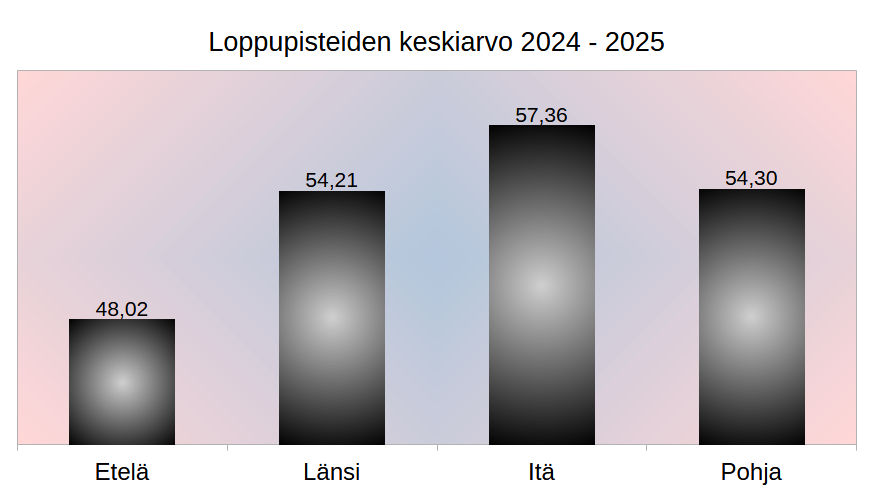 Loppupisteiden keskiarvo 2024 - 2025
57,36
54,21
54,30
48,02
Etelä Länsi Itä Pohja